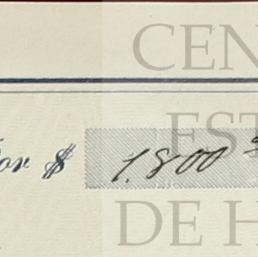 CEN
EST
or $ 1.800
DE H